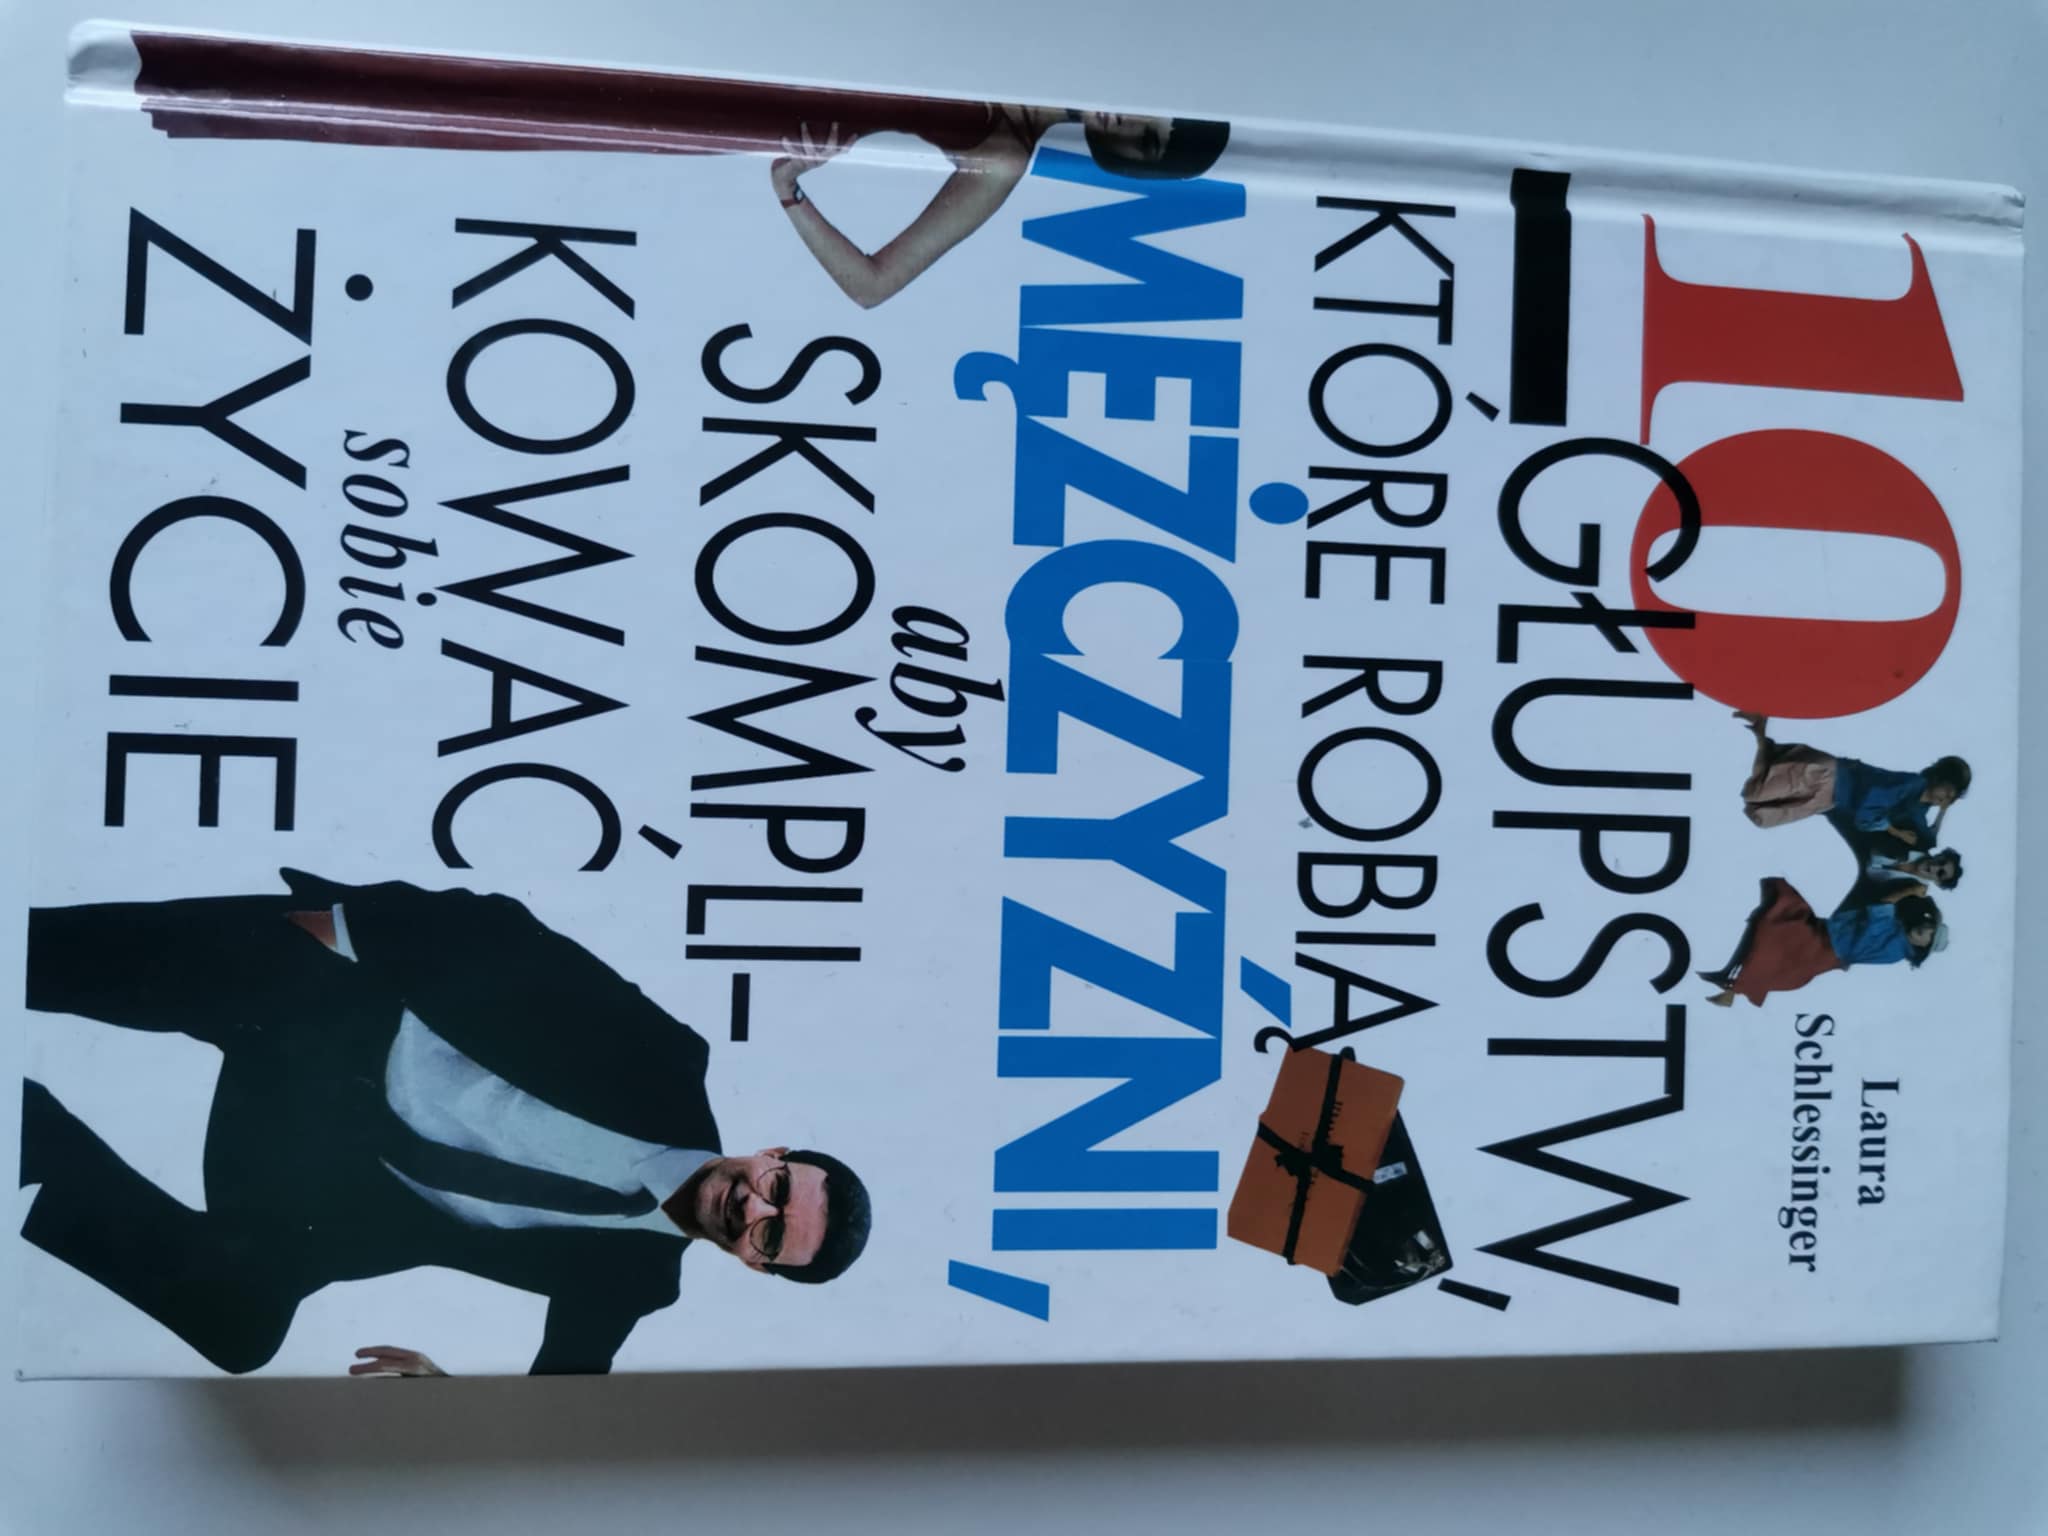 10
Laura
Schlessinger
GŁUPSTW,
KTÓRE ROBIĄ
MĘŻCZYŹNI,
aby
SKOMPLI-
KOWAĆ
sobie
ŻYCIE